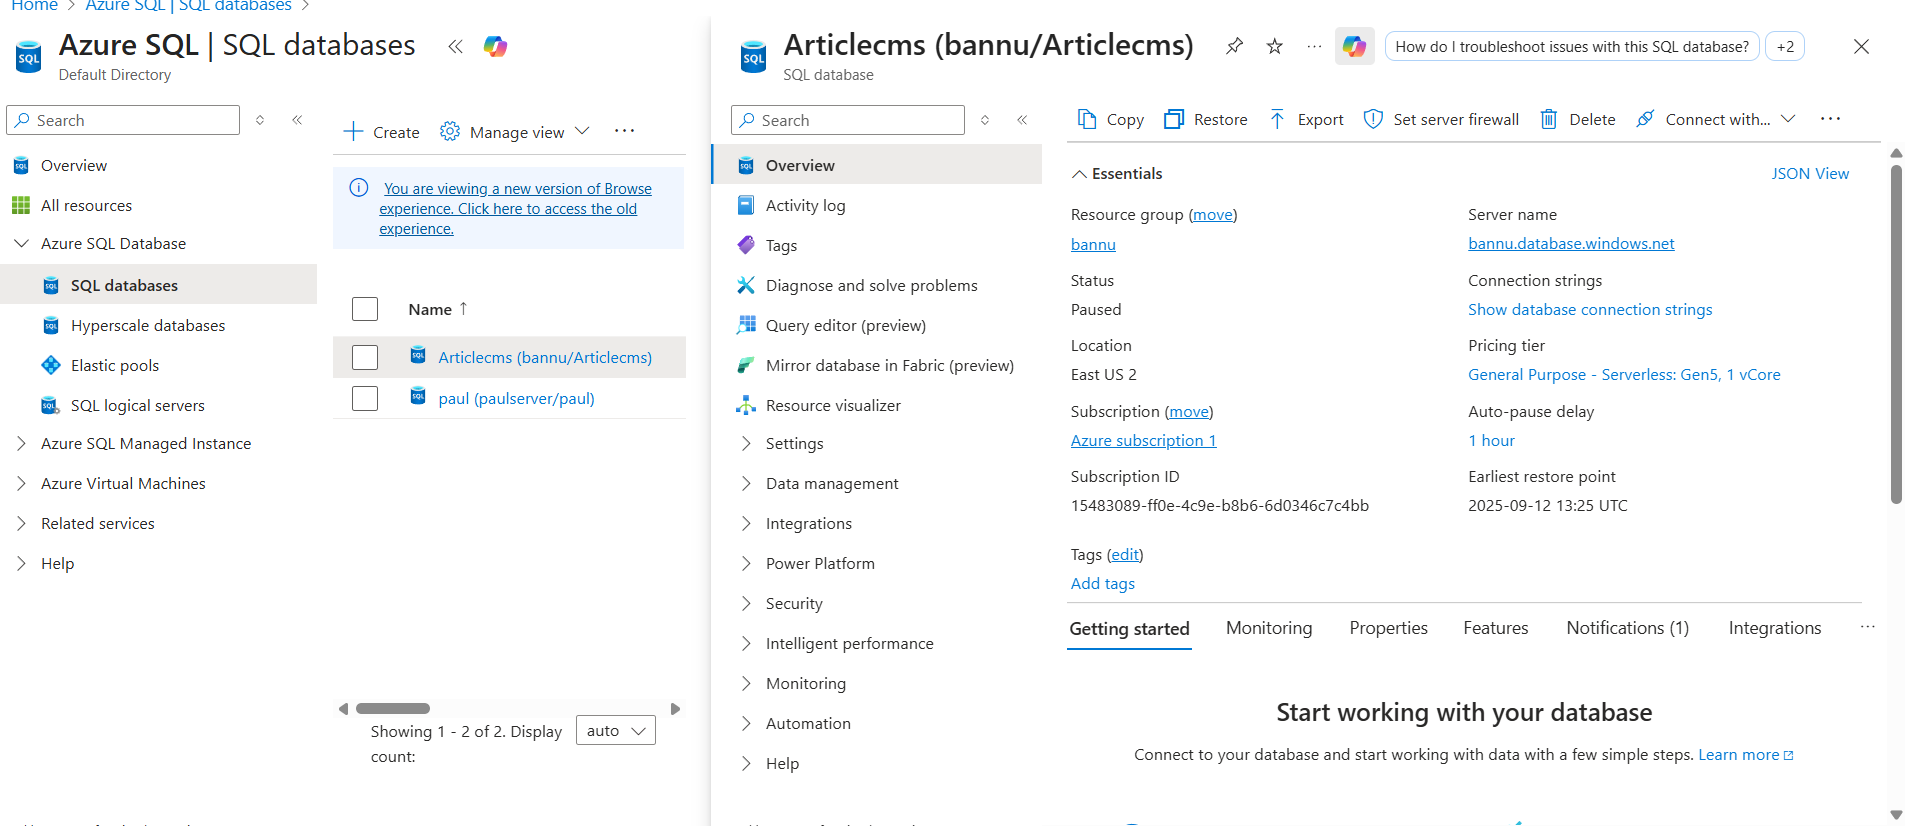 Home > Azure SQL | SQL databases >
Azure SQL | SQL databases
Default Directory
Search
Overview
All resources
Azure SQL Database
SQL databases
Hyperscale databases
Elastic pools
SQL logical servers
Azure SQL Managed Instance
Azure Virtual Machines
Related services
Help
Create
Manage view
You are viewing a new version of Browse
experience. Click here to access the old
experience.
Name ↑
Articlecms (bannu/Articlecms)
paul (paulserver/paul)
Showing 1 - 2 of 2. Display
count:
auto
Articlecms (bannu/Articlecms)
SQL database
How do I troubleshoot issues with this SQL database?
+2
Search
Overview
Activity log
Tags
Diagnose and solve problems
Query editor (preview)
Mirror database in Fabric (preview)
Resource visualizer
Settings
Data management
Integrations
Power Platform
Security
Intelligent performance
Monitoring
Automation
Help
Copy
Restore
Export
Set server firewall
Delete
Connect with...
Essentials
JSON View
Resource group (move)
bannu
Status
Paused
Location
East US 2
Subscription (move)
Azure subscription 1
Subscription ID
15483089-ff0e-4c9e-b8b6-6d0346c7c4bb
Server name
bannu.database.windows.net
Connection strings
Show database connection strings
Pricing tier
General Purpose - Serverless: Gen5, 1 vCore
Auto-pause delay
1 hour
Earliest restore point
2025-09-12 13:25 UTC
Tags (edit)
Add tags
Getting started
Monitoring
Properties
Features
Notifications (1)
Integrations
Start working with your database
Connect to your database and start working with data with a few simple steps. Learn more